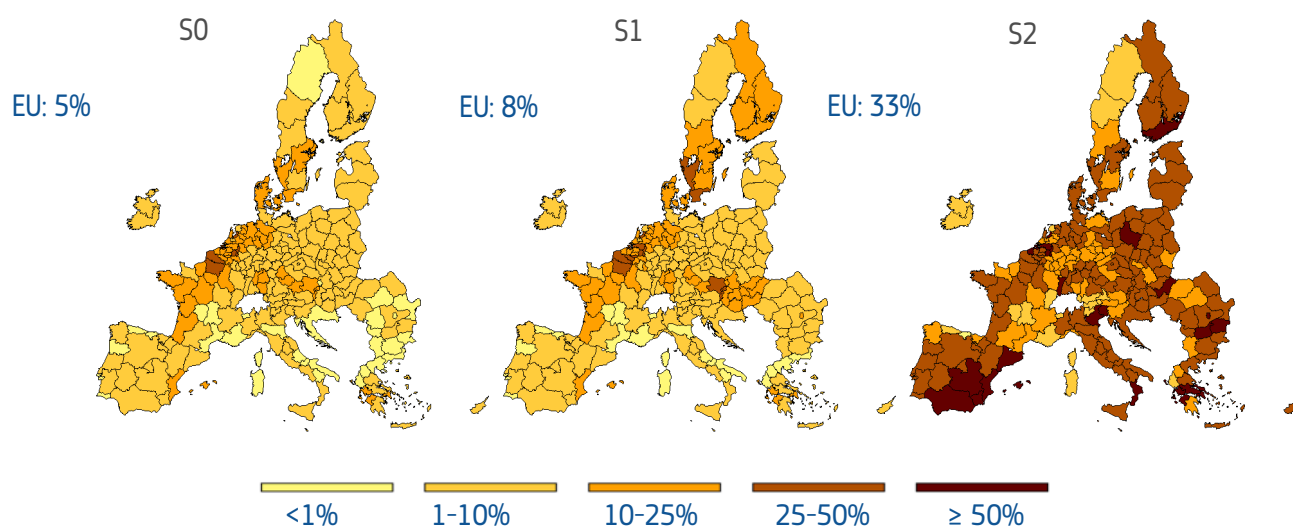 S0
S1
S2
EU: 5%
EU: 8%
EU: 33%
<1%
1-10%
10-25%
25-50%
≥ 50%